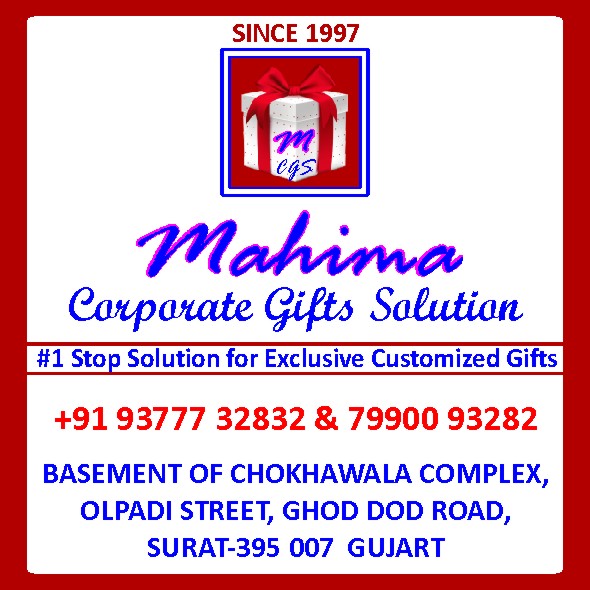 SINCE 1997
M
CGS
Mahima
Corporate Gifts Solution
#1 Stop Solution for Exclusive Customized Gifts
+91 93777 32832 & 79900 93282
BASEMENT OF CHOKHAWALA COMPLEX,
OLPADI STREET, GHOD DOD ROAD,
SURAT-395 007 GUJART